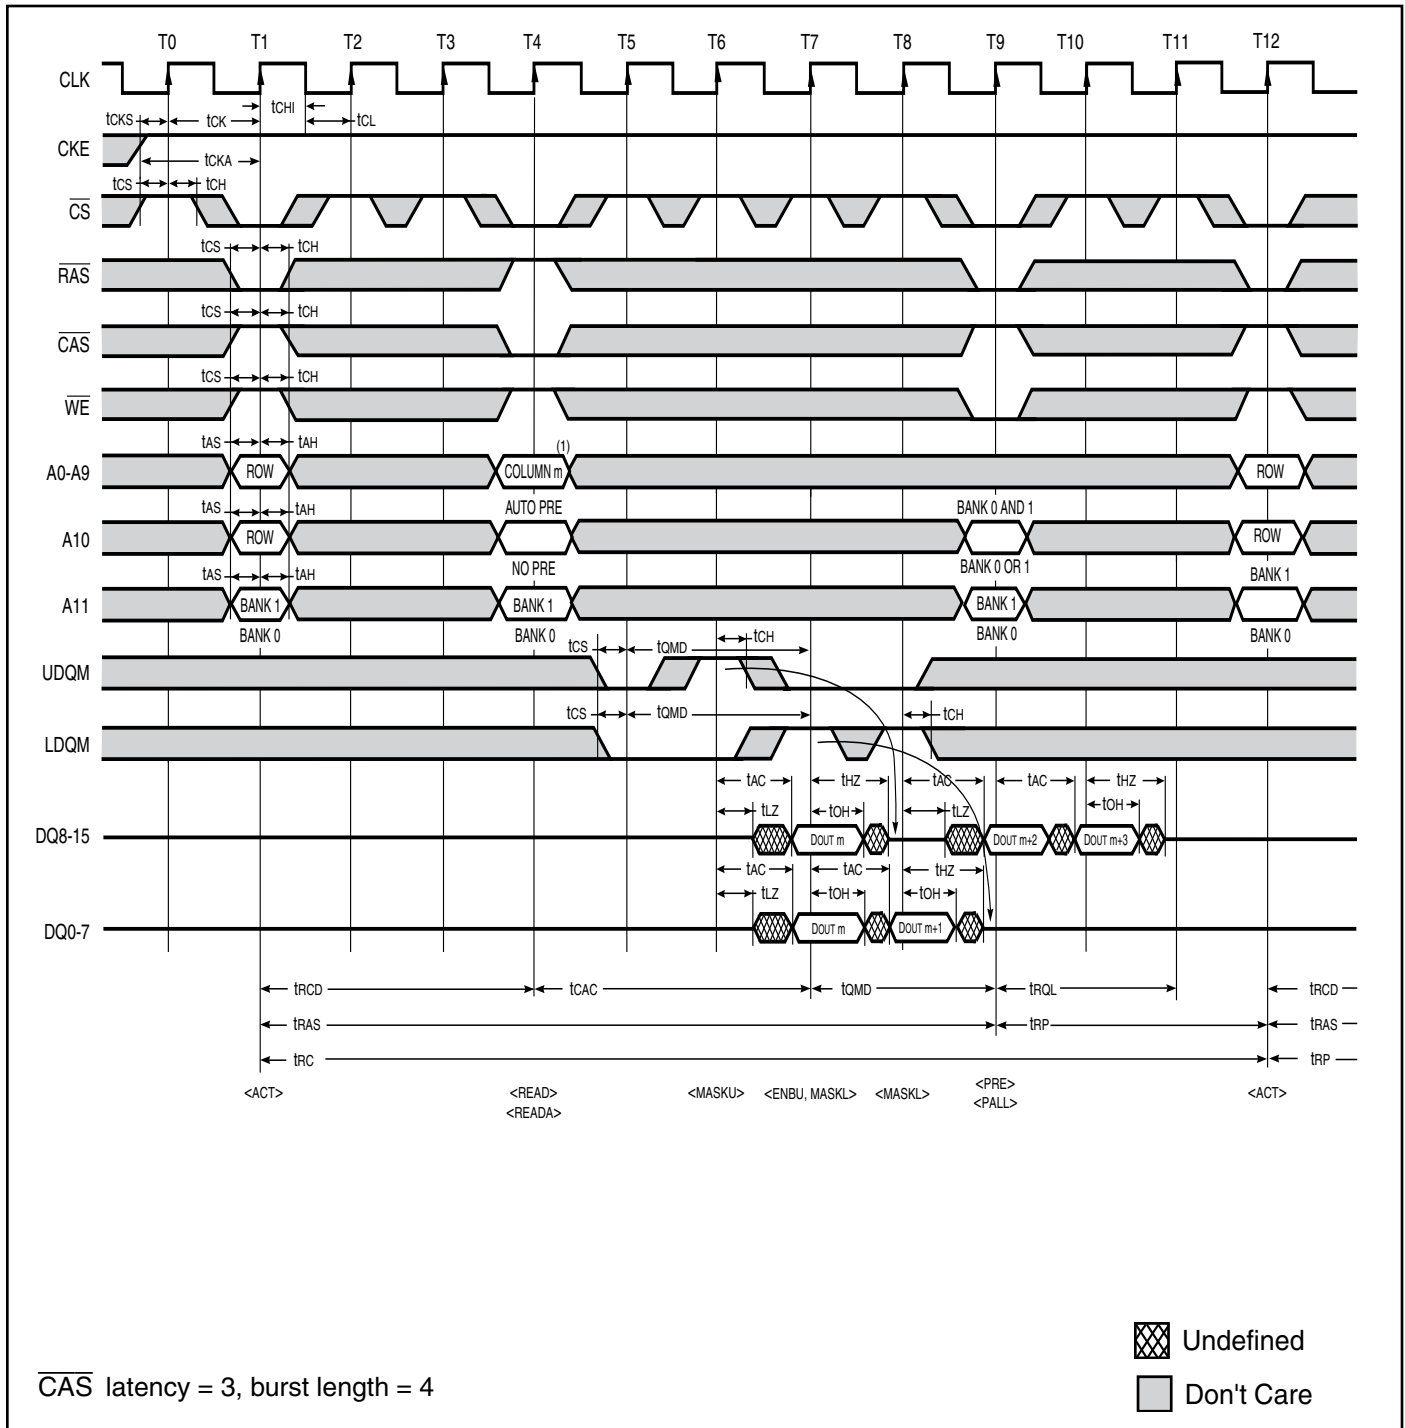 T0 T1 T2 T3 T4 T5 T6 T7 T8 T9 T10 T11 T12
CLK
tCHI
tCKS tCK tCL
CKE
tCKA
tCS tCH
CS
tCS tCH
RAS
tCS tCH
CAS
tCS tCH
WE
tAS tAH (1)
A0-A9 ROW COLUMN m ROW
tAS tAH AUTO PRE BANK 0 AND 1
A10 ROW ROW
NO PRE BANK 0 OR 1
tAS tAH BANK 1
A11 BANK 1 BANK 1 BANK 1
BANK 0 BANK 0 BANK 0 BANK 0
tCS tQMD tCH
UDQM
tCS tQMD tCH
LDQM
tAC tHZ tAC tAC tHZ
tLZ tOH tLZ tOH
DQ8-15 DOUT m DOUT m+2 DOUT m+3
tAC tAC tHZ
tLZ tOH tOH
DQ0-7 DOUT m DOUT m+1
tRCD tCAC tQMD tRQL tRCD
tRAS tRP tRAS
tRC tRP
<ACT> <READ> <MASKU> <ENBU, MASKL> <MASKL> <PRE> <ACT>
<READA> <PALL>
Undefined
CAS latency = 3, burst length = 4
Don't Care